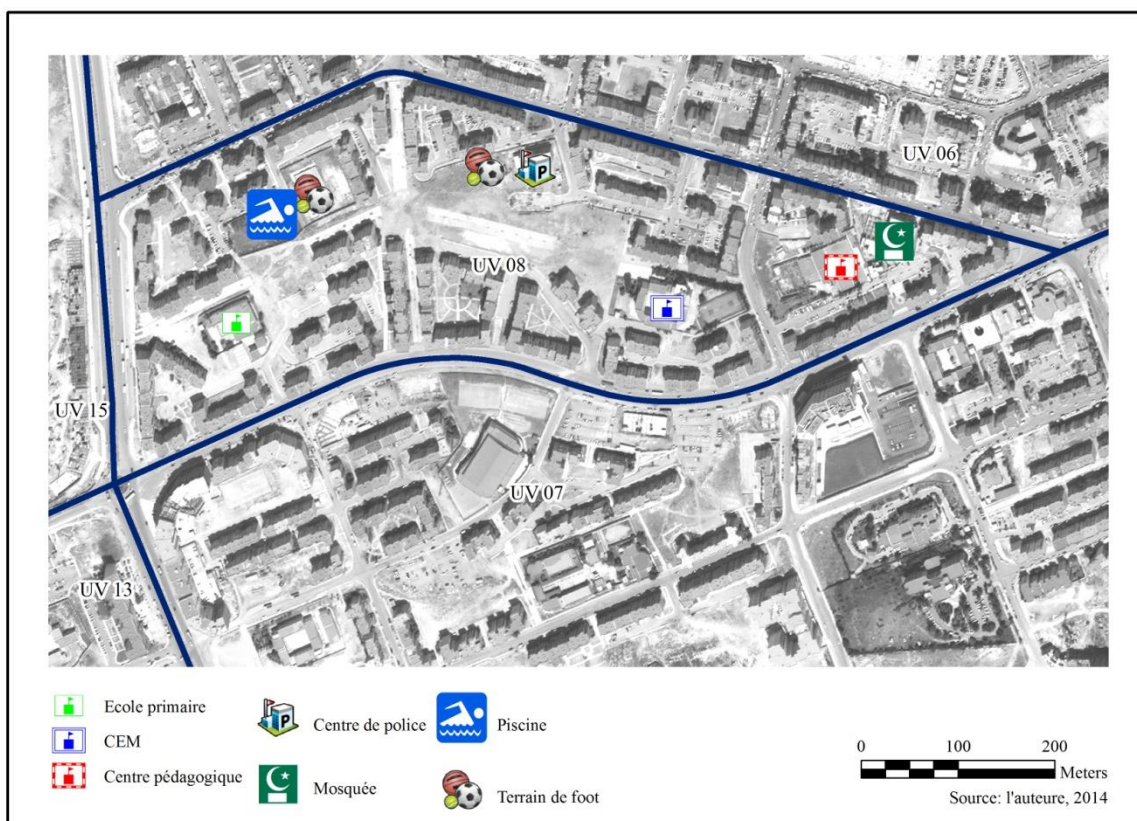 UV 06
UV 08
UV 15
UV 07
UV 13
Ecole primaire
CEM
Centre pédagogique
Centre de police
Mosquée
Piscine
Terrain de foot
0 100 200
Meters
Source: l'auteure, 2014
P
P